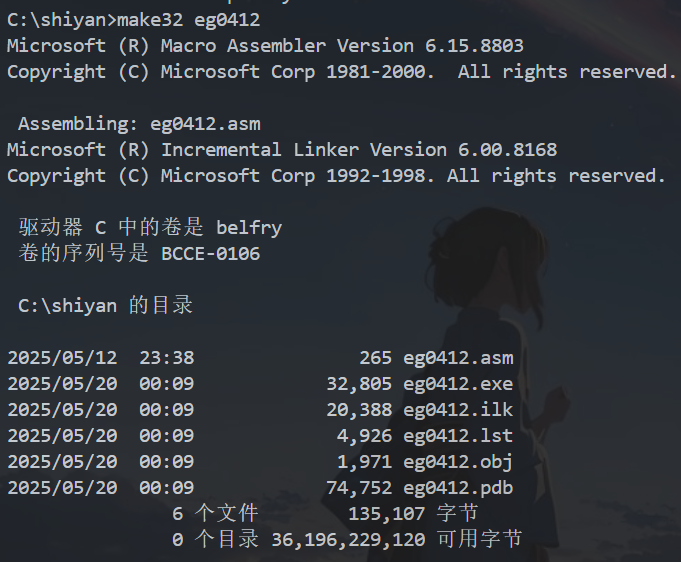 C:\shiyan>make32 eg0412
Microsoft (R) Macro Assembler Version 6.15.8803
Copyright (C) Microsoft Corp 1981-2000.  All rights reserved.
Assembling: eg0412.asm
Microsoft (R) Incremental Linker Version 6.00.8168
Copyright (C) Microsoft Corp 1992-1998. All rights reserved.
驱动器 C 中的卷是 belfry
卷的序列号是 BCCE-0106
C:\shiyan 的目录
2025/05/12  23:38               265 eg0412.asm
2025/05/20  00:09            32,805 eg0412.exe
2025/05/20  00:09            20,388 eg0412.ilk
2025/05/20  00:09             4,926 eg0412.lst
2025/05/20  00:09             1,971 eg0412.obj
2025/05/20  00:09            74,752 eg0412.pdb
6 个文件        135,107 字节
0 个目录 36,196,229,120 可用字节